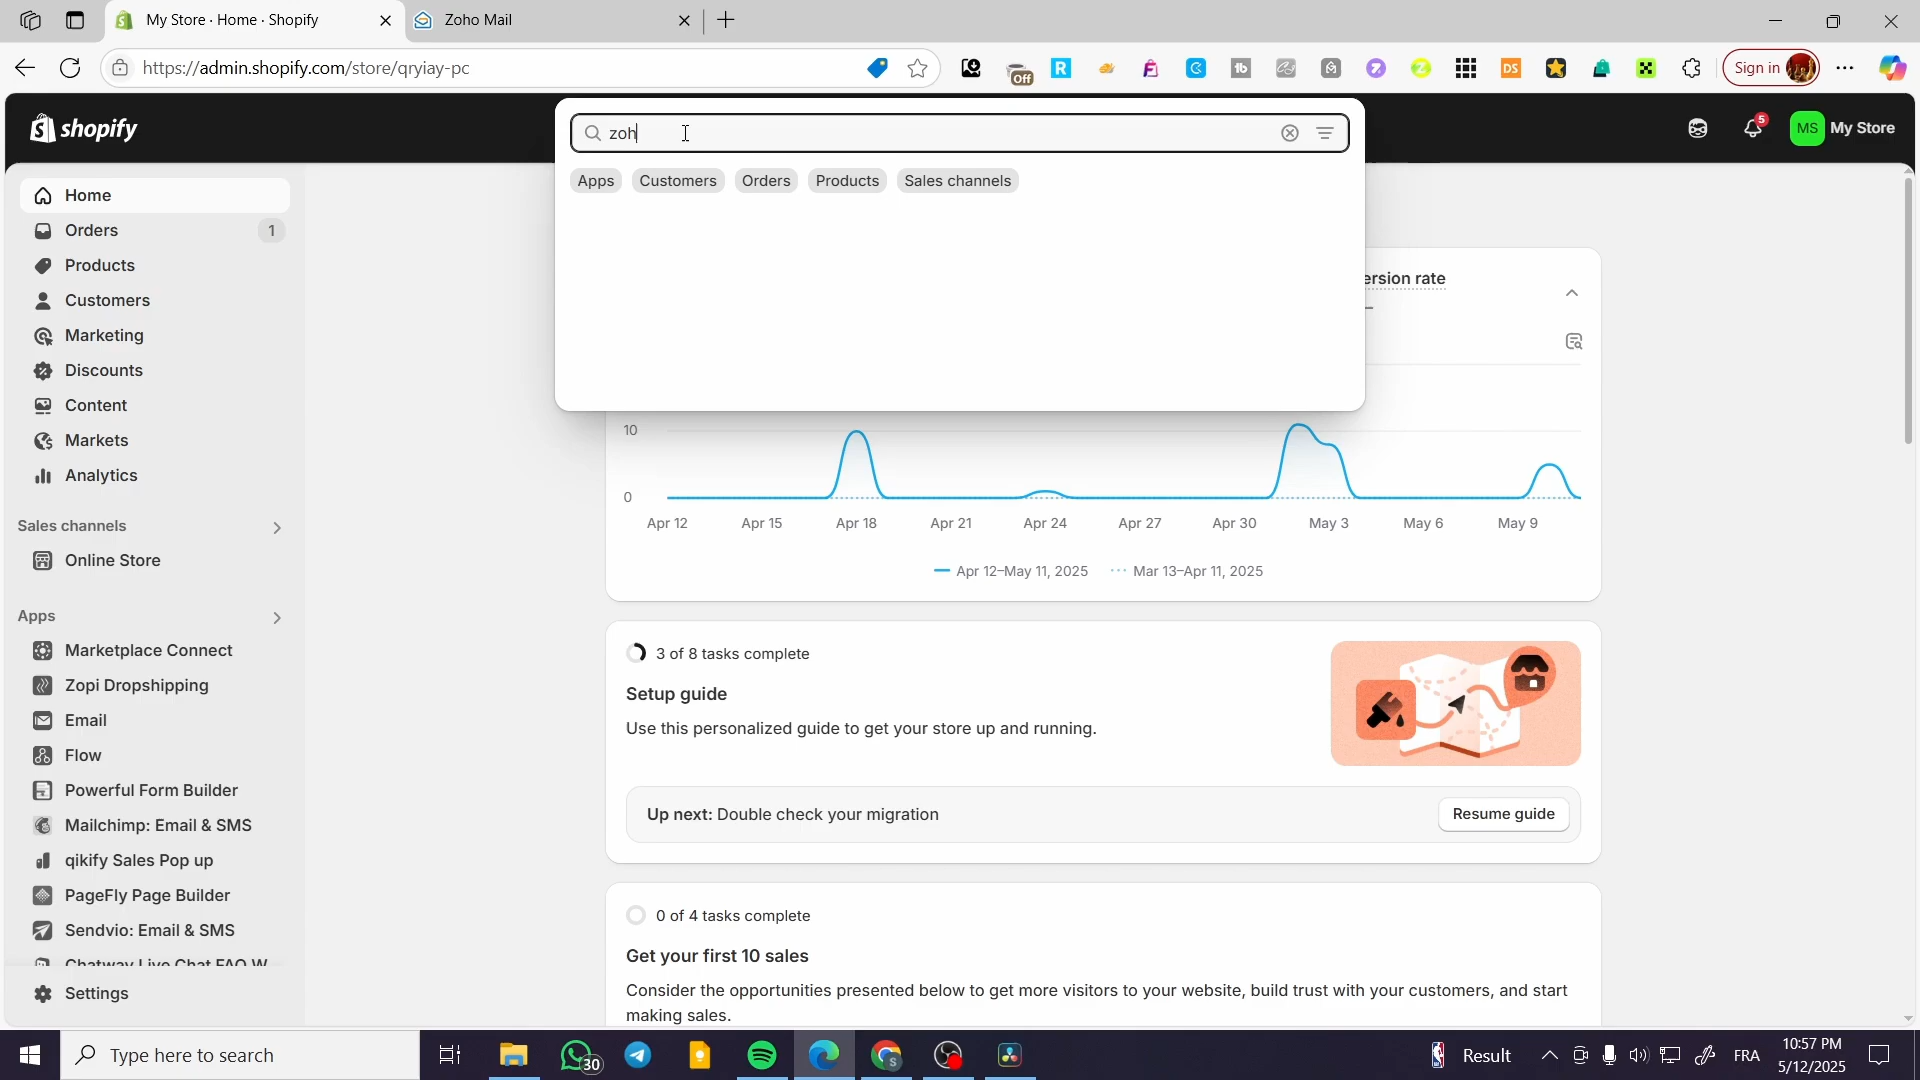 My Store · Home · Shopify
Zoho Mail
https://admin.shopify.com/store/qryiay-pc
Off
Sign in
shopify
zoh
5
MS
My Store
Apps
Customers
Orders
Products
Sales channels
Home
Orders
1
Products
Customers
Marketing
Discounts
Content
Markets
Analytics
Sales channels
Online Store
Apps
Marketplace Connect
Zopi Dropshipping
Email
Flow
Powerful Form Builder
Mailchimp: Email & SMS
qikify Sales Pop up
PageFly Page Builder
Sendvio: Email & SMS
Chatway Live Chat FAQ W
Settings
ersion rate
10
0
Apr 12
Apr 15
Apr 18
Apr 21
Apr 24
Apr 27
Apr 30
May 3
May 6
May 9
Apr 12–May 11, 2025
Mar 13–Apr 11, 2025
3 of 8 tasks complete
Setup guide
Use this personalized guide to get your store up and running.
Up next: Double check your migration
Resume guide
0 of 4 tasks complete
Get your first 10 sales
Consider the opportunities presented below to get more visitors to your website, build trust with your customers, and start
making sales.
Type here to search
30
Result
FRA
10:57 PM
5/12/2025